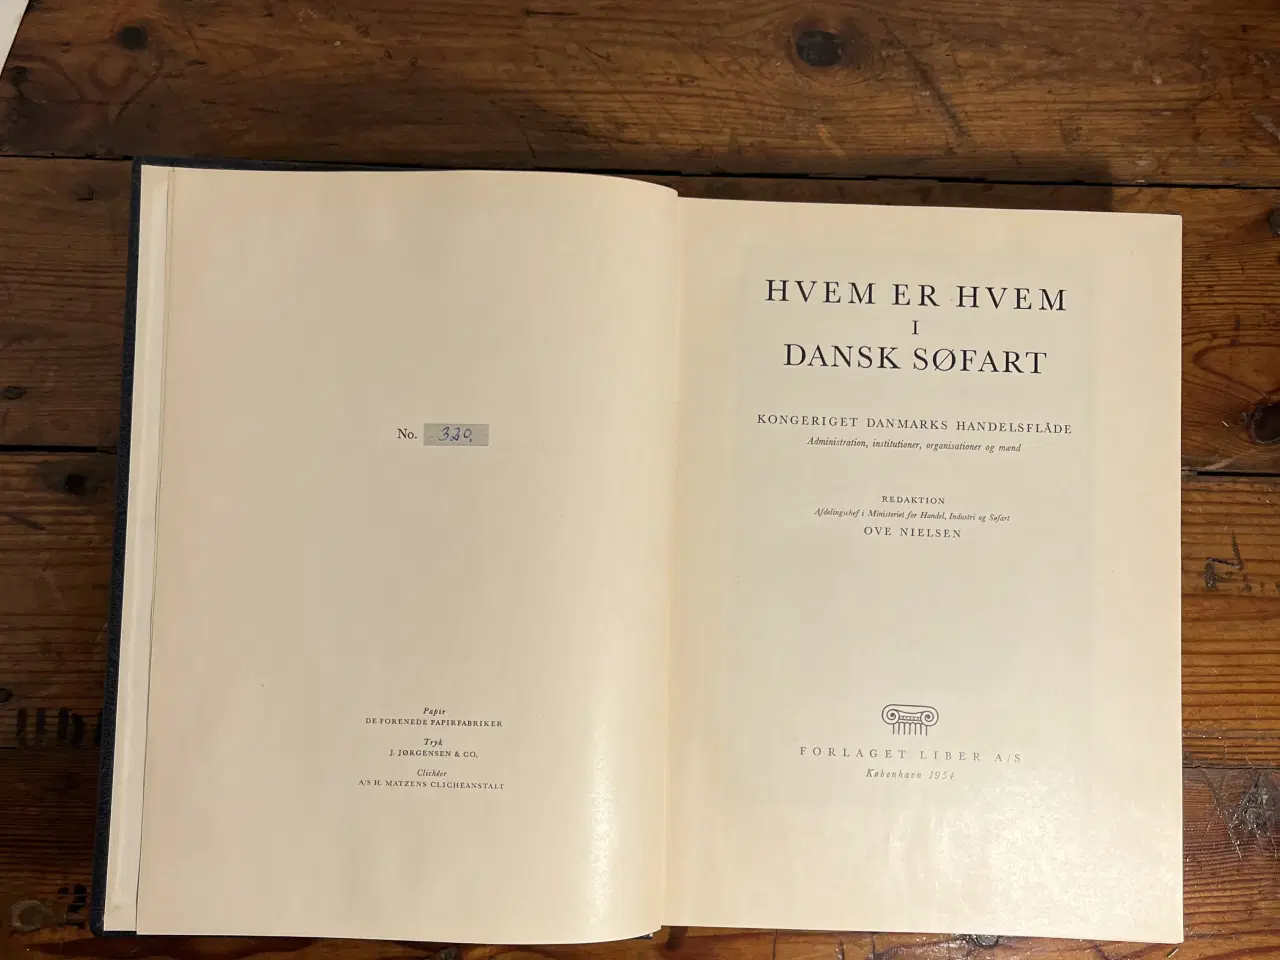 No. 320.
Papir
DE FORENEDE PAPIRFABRIKER
Tryk
J. JØRGENSEN & CO.
Clichéer
A/S H. MATZENS CLICHÉANSTALT
HVEM ER HVEM
I
DANSK SØFART
KONGERIGET DANMARKS HANDELSFLÅDE
Administration, institutioner, organisationer og mænd
REDAKTION
Afdelingschef i Ministeriet for Handel, Industri og Søfart
OVE NIELSEN
FORLAGET LIBER A/S
København 1954